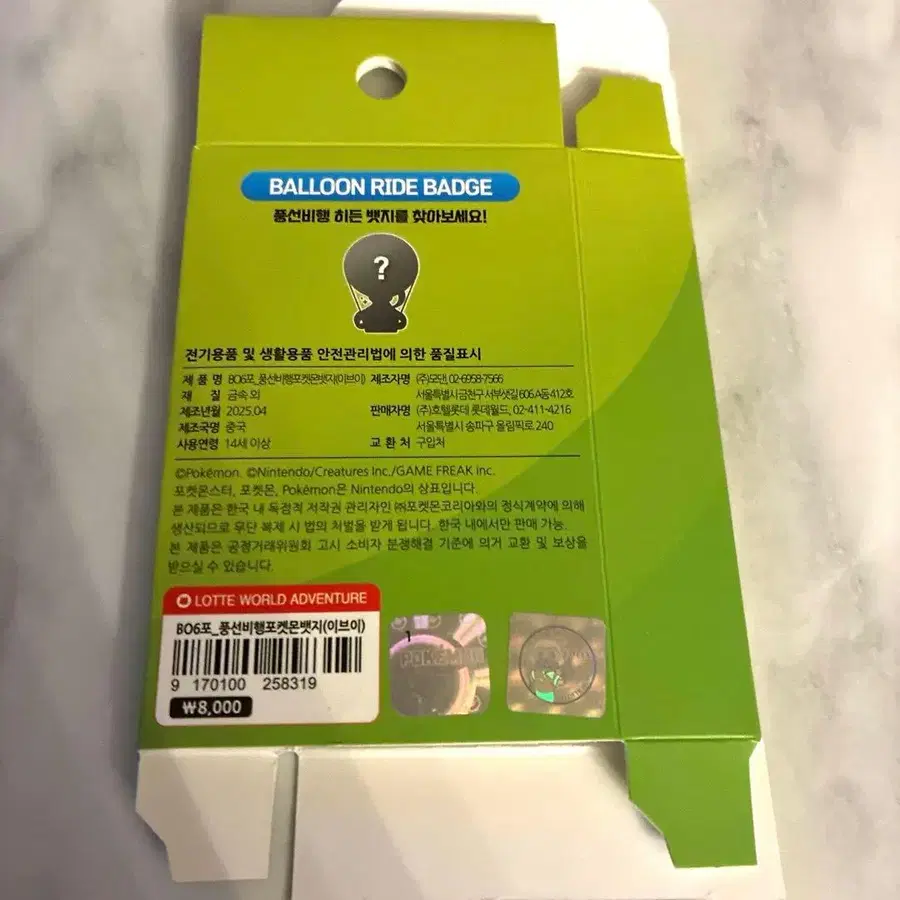 BALLOON RIDE BADGE
풍선비행 히든 뱃지를 찾아보세요!
?
전기용품 및 생활용품 안전관리법에 의한 품질표시
제 품 명 BO6포_풍선비행포켓몬뱃지(이브이) 제조자명 (주)모댄, 02-6958-7566
재 질 금속 외 서울특별시 금천구 서부샛길 606 A동 412호
제조년월 2025.04 판매자명 (주)호텔롯데 롯데월드, 02-411-4216
제조국명 중국 서울특별시 송파구 올림픽로 240
사용연령 14세 이상 교 환 처 구입처
©Pokémon. ©Nintendo/Creatures Inc./GAME FREAK inc.
포켓몬스터, 포켓몬, Pokémon은 Nintendo의 상표입니다.
본 제품은 한국 내 독점적 저작권 관리자인 ㈜포켓몬코리아와의 정식계약에 의해
생산되므로 무단 복제 시 법의 처벌을 받게 됩니다. 한국 내에서만 판매 가능.
본 제품은 공정거래위원회 고시 소비자 분쟁해결 기준에 의거 교환 및 보상을
받으실 수 있습니다.
LOTTE WORLD ADVENTURE
BO6포_풍선비행포켓몬뱃지(이브이)
9 170100 258319
₩8,000
1
POKÉMON